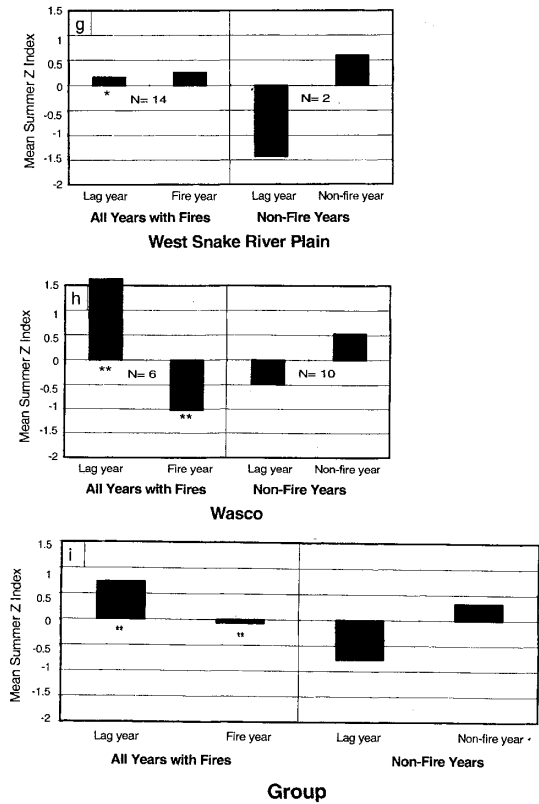 g
1.5
1
0.5
0
-0.5
-1
-1.5
-2
Mean Summer Z Index
*
N= 14
N= 2
Lag year
Fire year
Lag year
Non-fire year
All Years with Fires
Non-Fire Years
West Snake River Plain
h
1.5
1
0.5
0
-0.5
-1
-1.5
-2
Mean Summer Z Index
**
N= 6
**
N= 10
Lag year
Fire year
Lag year
Non-fire year
All Years with Fires
Non-Fire Years
Wasco
i
1.5
1
0.5
0
-0.5
-1
-1.5
-2
Mean Summer Z Index
**
**
Lag year
Fire year
Lag year
Non-fire year
All Years with Fires
Non-Fire Years
Group